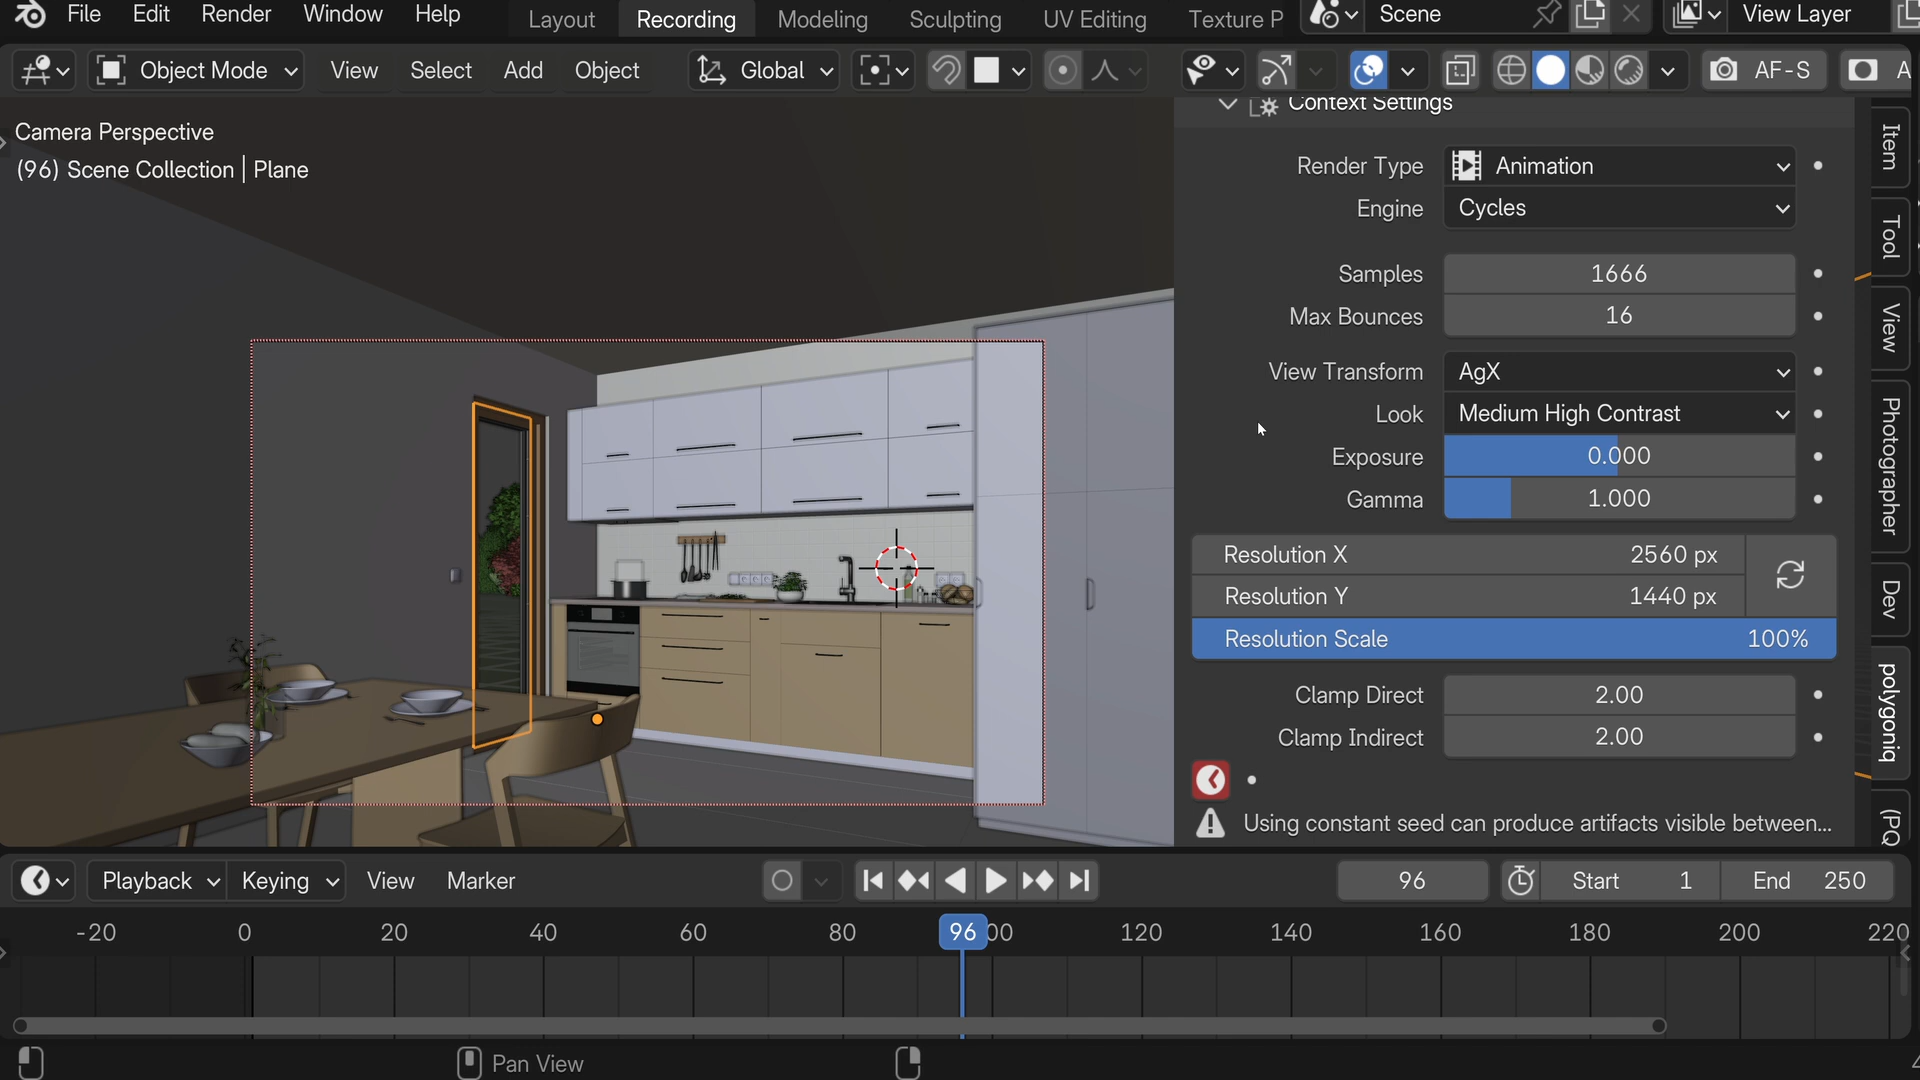 File Edit Render Window Help Layout Recording Modeling Sculpting UV Editing Texture P Scene View Layer
Object Mode View Select Add Object Global AF-S A
Camera Perspective
(96) Scene Collection | Plane
Context Settings
Render Type Animation
Engine Cycles
Samples 1666
Max Bounces 16
View Transform AgX
Look Medium High Contrast
Exposure 0.000
Gamma 1.000
Resolution X 2560 px
Resolution Y 1440 px
Resolution Scale 100%
Clamp Direct 2.00
Clamp Indirect 2.00
Using constant seed can produce artifacts visible between...
Item
Tool
View
Photographer
Dev
polygoniq
(PQ
Playback Keying View Marker 96 Start 1 End 250
-20 0 20 40 60 80 96 00 120 140 160 180 200 220
Pan View